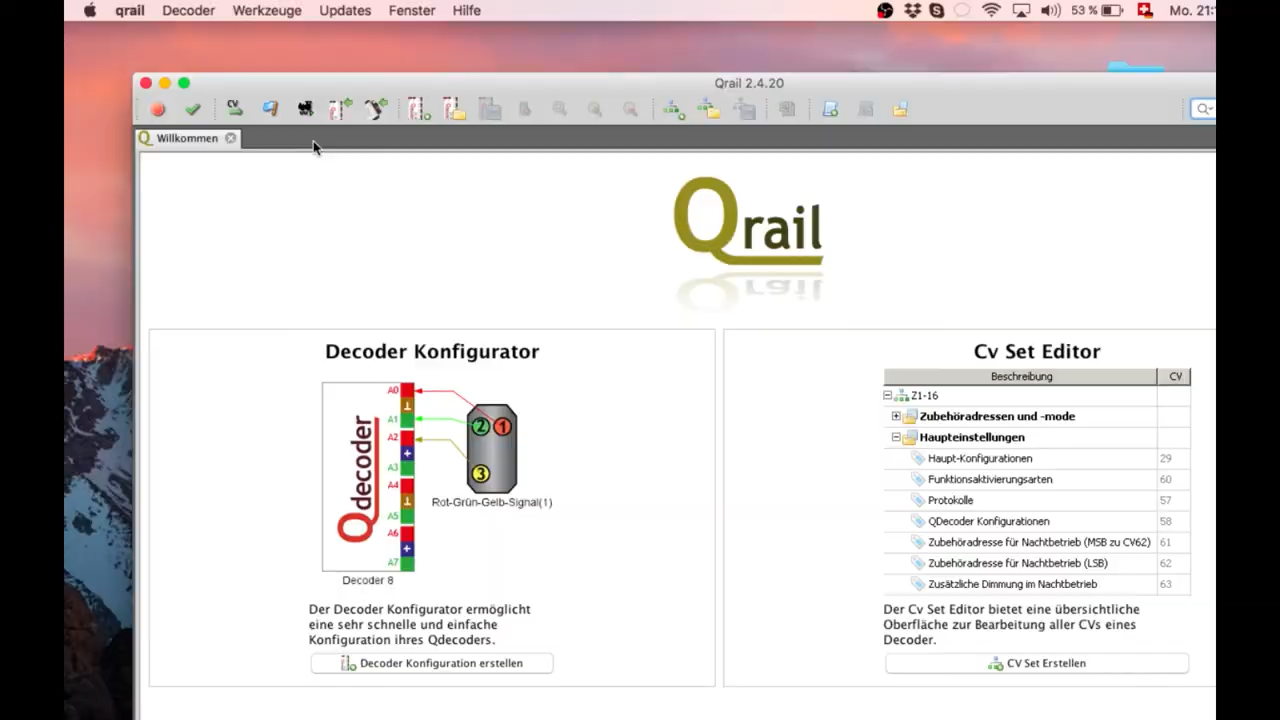 qrail Decoder Werkzeuge Updates Fenster Hilfe 53 % Mo. 21:
Qrail 2.4.20
CV
Q Willkommen
Qrail
Decoder Konfigurator
Qdecoder
A0
A1
A2
A3
A4
A5
A6
A7
2 1
3
Rot-Grün-Gelb-Signal(1)
Decoder 8
Der Decoder Konfigurator ermöglicht
eine sehr schnelle und einfache
Konfiguration ihres Qdecoders.
Decoder Konfiguration erstellen
Cv Set Editor
Beschreibung CV
Z1-16
Zubehöradressen und -mode
Haupteinstellungen
Haupt-Konfigurationen 29
Funktionsaktivierungsarten 60
Protokolle 57
QDecoder Konfigurationen 58
Zubehöradresse für Nachtbetrieb (MSB zu CV62) 61
Zubehöradresse für Nachtbetrieb (LSB) 62
Zusätzliche Dimmung im Nachtbetrieb 63
Der Cv Set Editor bietet eine übersichtliche
Oberfläche zur Bearbeitung aller CVs eines
Decoder.
CV Set Erstellen